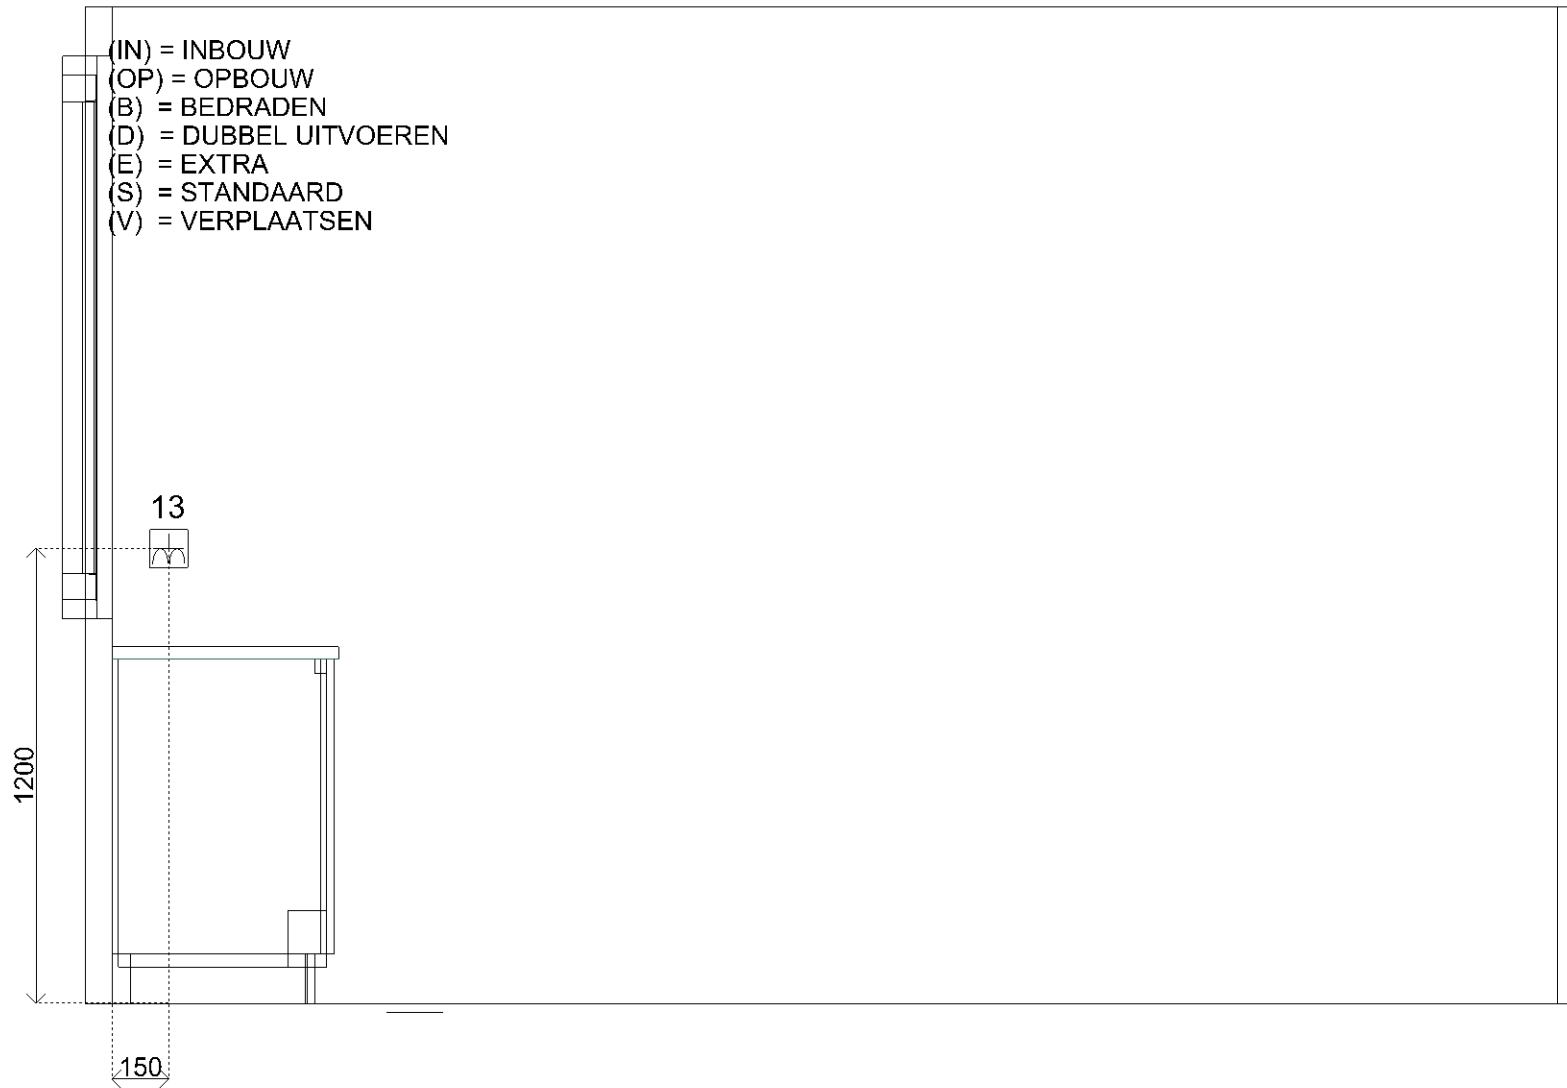 (IN) = INBOUW
(OP) = OPBOUW
(B) = BEDRADEN
(D) = DUBBEL UITVOEREN
(E) = EXTRA
(S) = STANDAARD
(V) = VERPLAATSEN
13
1200
150